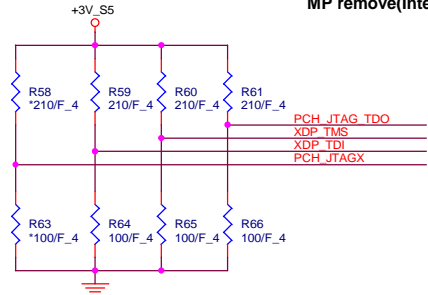 MP remove(Inte
+3V_S5
R58
*210/F_4
R59
210/F_4
R60
210/F_4
R61
210/F_4
PCH_JTAG_TDO
XDP_TMS
XDP_TDI
PCH_JTAGX
R63
*100/F_4
R64
100/F_4
R65
100/F_4
R66
100/F_4